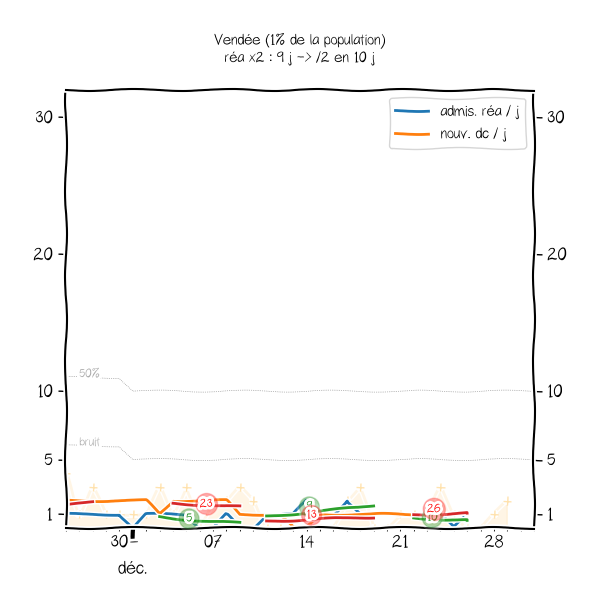 Vendée (1% de la population)
réa x2 : 9 j -> /2 en 10 j
admis. réa / j
nouv. dc / j
30 30
20 20
50%
10 10
bruit
5 5
23 9 26
5 13
1 1
30 07 14 21 28
déc.